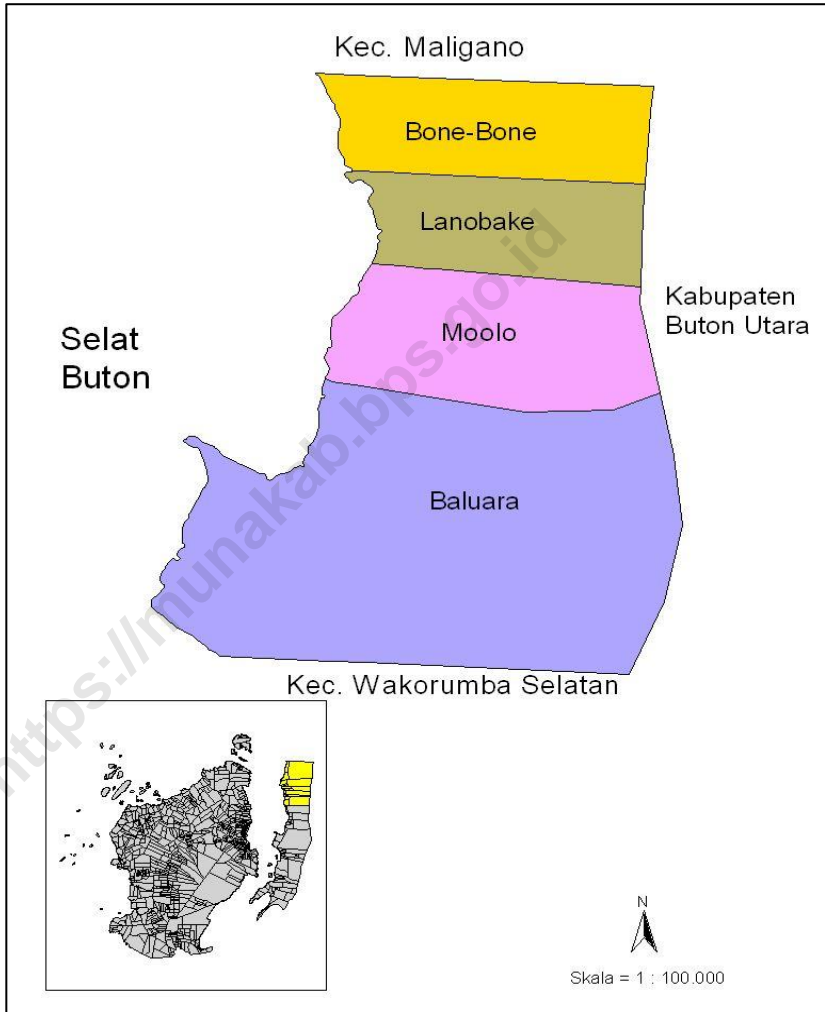 Kec. Maligano
Bone-Bone
Lanobake
Kabupaten
Buton Utara
Moolo
Selat
Buton
Baluara
Kec. Wakorumba Selatan
N
Skala = 1 : 100.000
https://munakab.bps.go.id